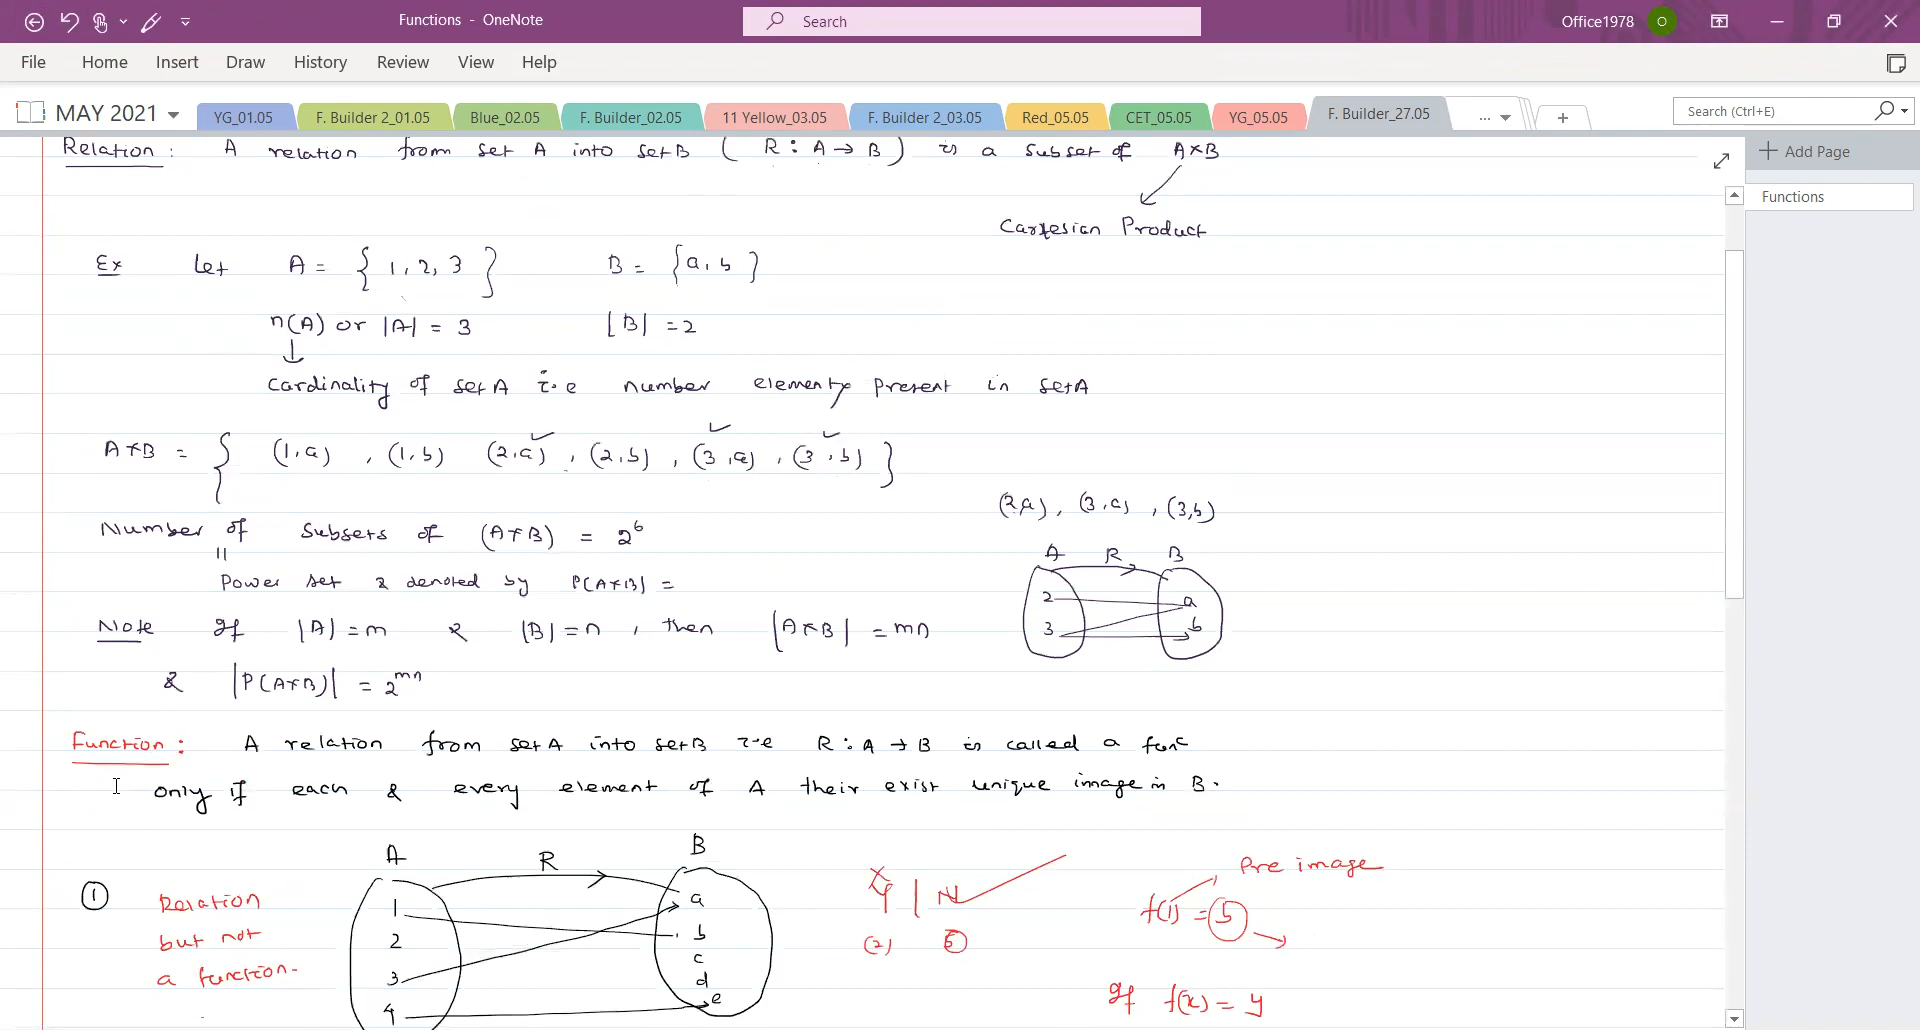 Functions - OneNote
Search
Office1978
O
File Home Insert Draw History Review View Help
MAY 2021
YG_01.05
F. Builder 2_01.05
Blue_02.05
F. Builder_02.05
11 Yellow_03.05
F. Builder 2_03.05
Red_05.05
CET_05.05
YG_05.05
F. Builder_27.05
...
Search (Ctrl+E)
Add Page
Functions
Relation : A relation from set A into set B ( R : A → B ) is a subset of A×B
Cartesian Product
Ex Let A = { 1, 2, 3 } B = { a, b }
n(A) or |A| = 3 |B| = 2
Cardinality of set A i.e number elements present in set A
A×B = { (1,a) , (1,b) (2,a) , (2,b) , (3,a) , (3,b) }
(2,a) , (3,a) , (3,b)
Number of Subsets of (A×B) = 2^6
Power set & denoted by P(A×B) =
A R B
2 a
3 b
Note If |A| = m & |B| = n , then |A×B| = mn
& |P(A×B)| = 2^mn
Function : A relation from set A into set B i.e R : A → B is called a func
only if each & every element of A their exist unique image in B.
A R B
① Relation
but not
a function.
1 a
2 b
3 c
4 d
e
(2) 5
Pre image
f(1) = 5
If f(x) = y